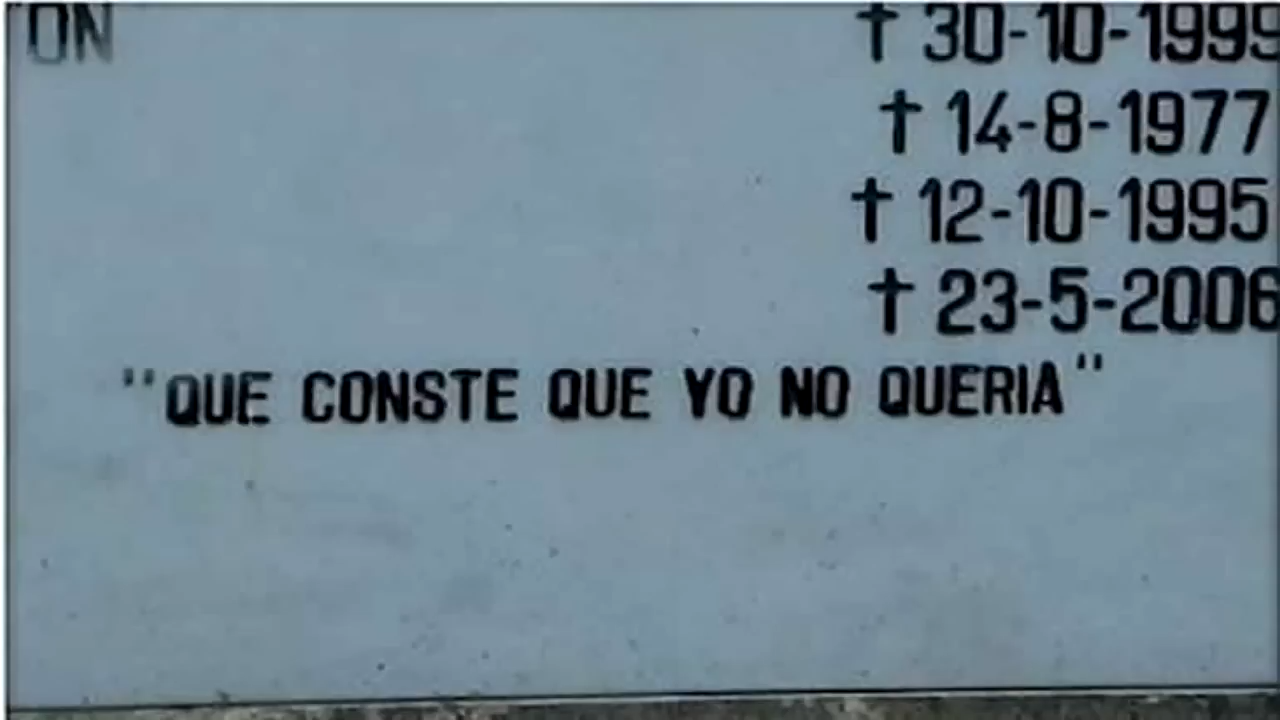 ON † 30-10-1999
† 14-8-1977
† 12-10-1995
† 23-5-2006
"QUE CONSTE QUE YO NO QUERIA"